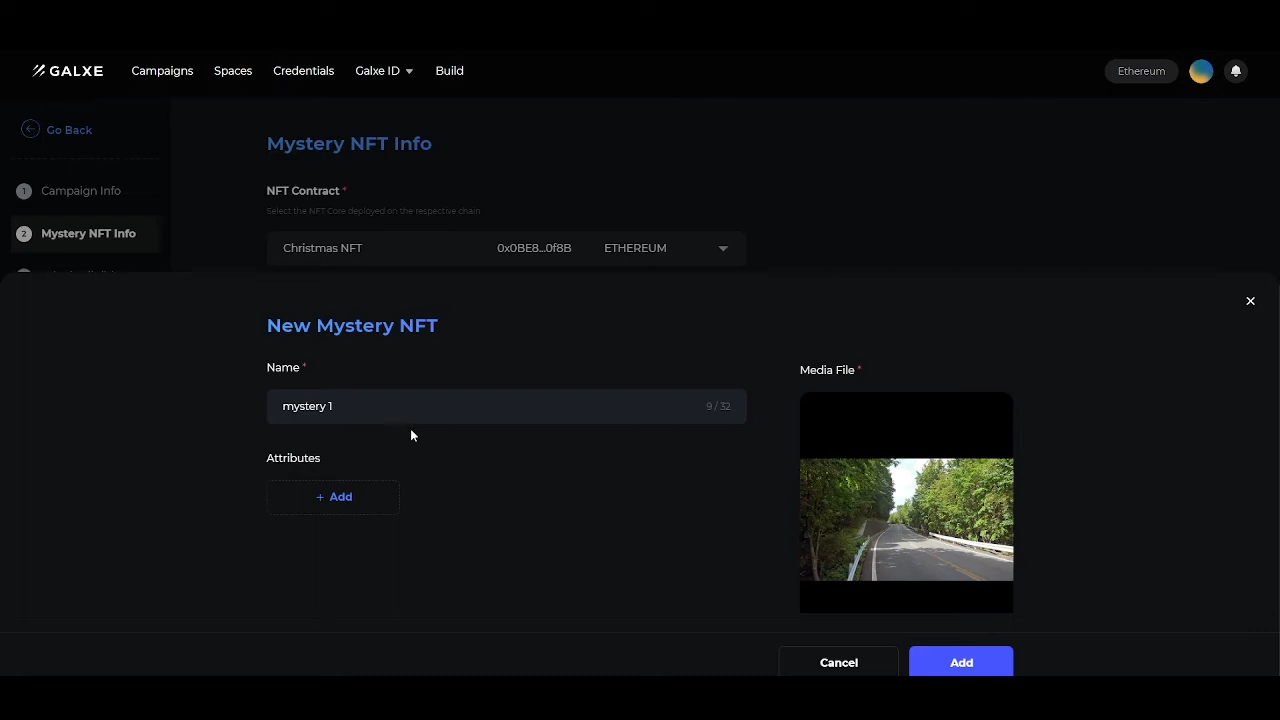 GALXE Campaigns Spaces Credentials Galxe ID Build Ethereum
Go Back
1 Campaign Info
2 Mystery NFT Info
Mystery NFT Info
NFT Contract *
Select the NFT Core deployed on the respective chain
Christmas NFT 0x0BE8...0f8B ETHEREUM
New Mystery NFT
Name *
mystery 1 9 / 32
Attributes
+ Add
Media File *
Cancel Add